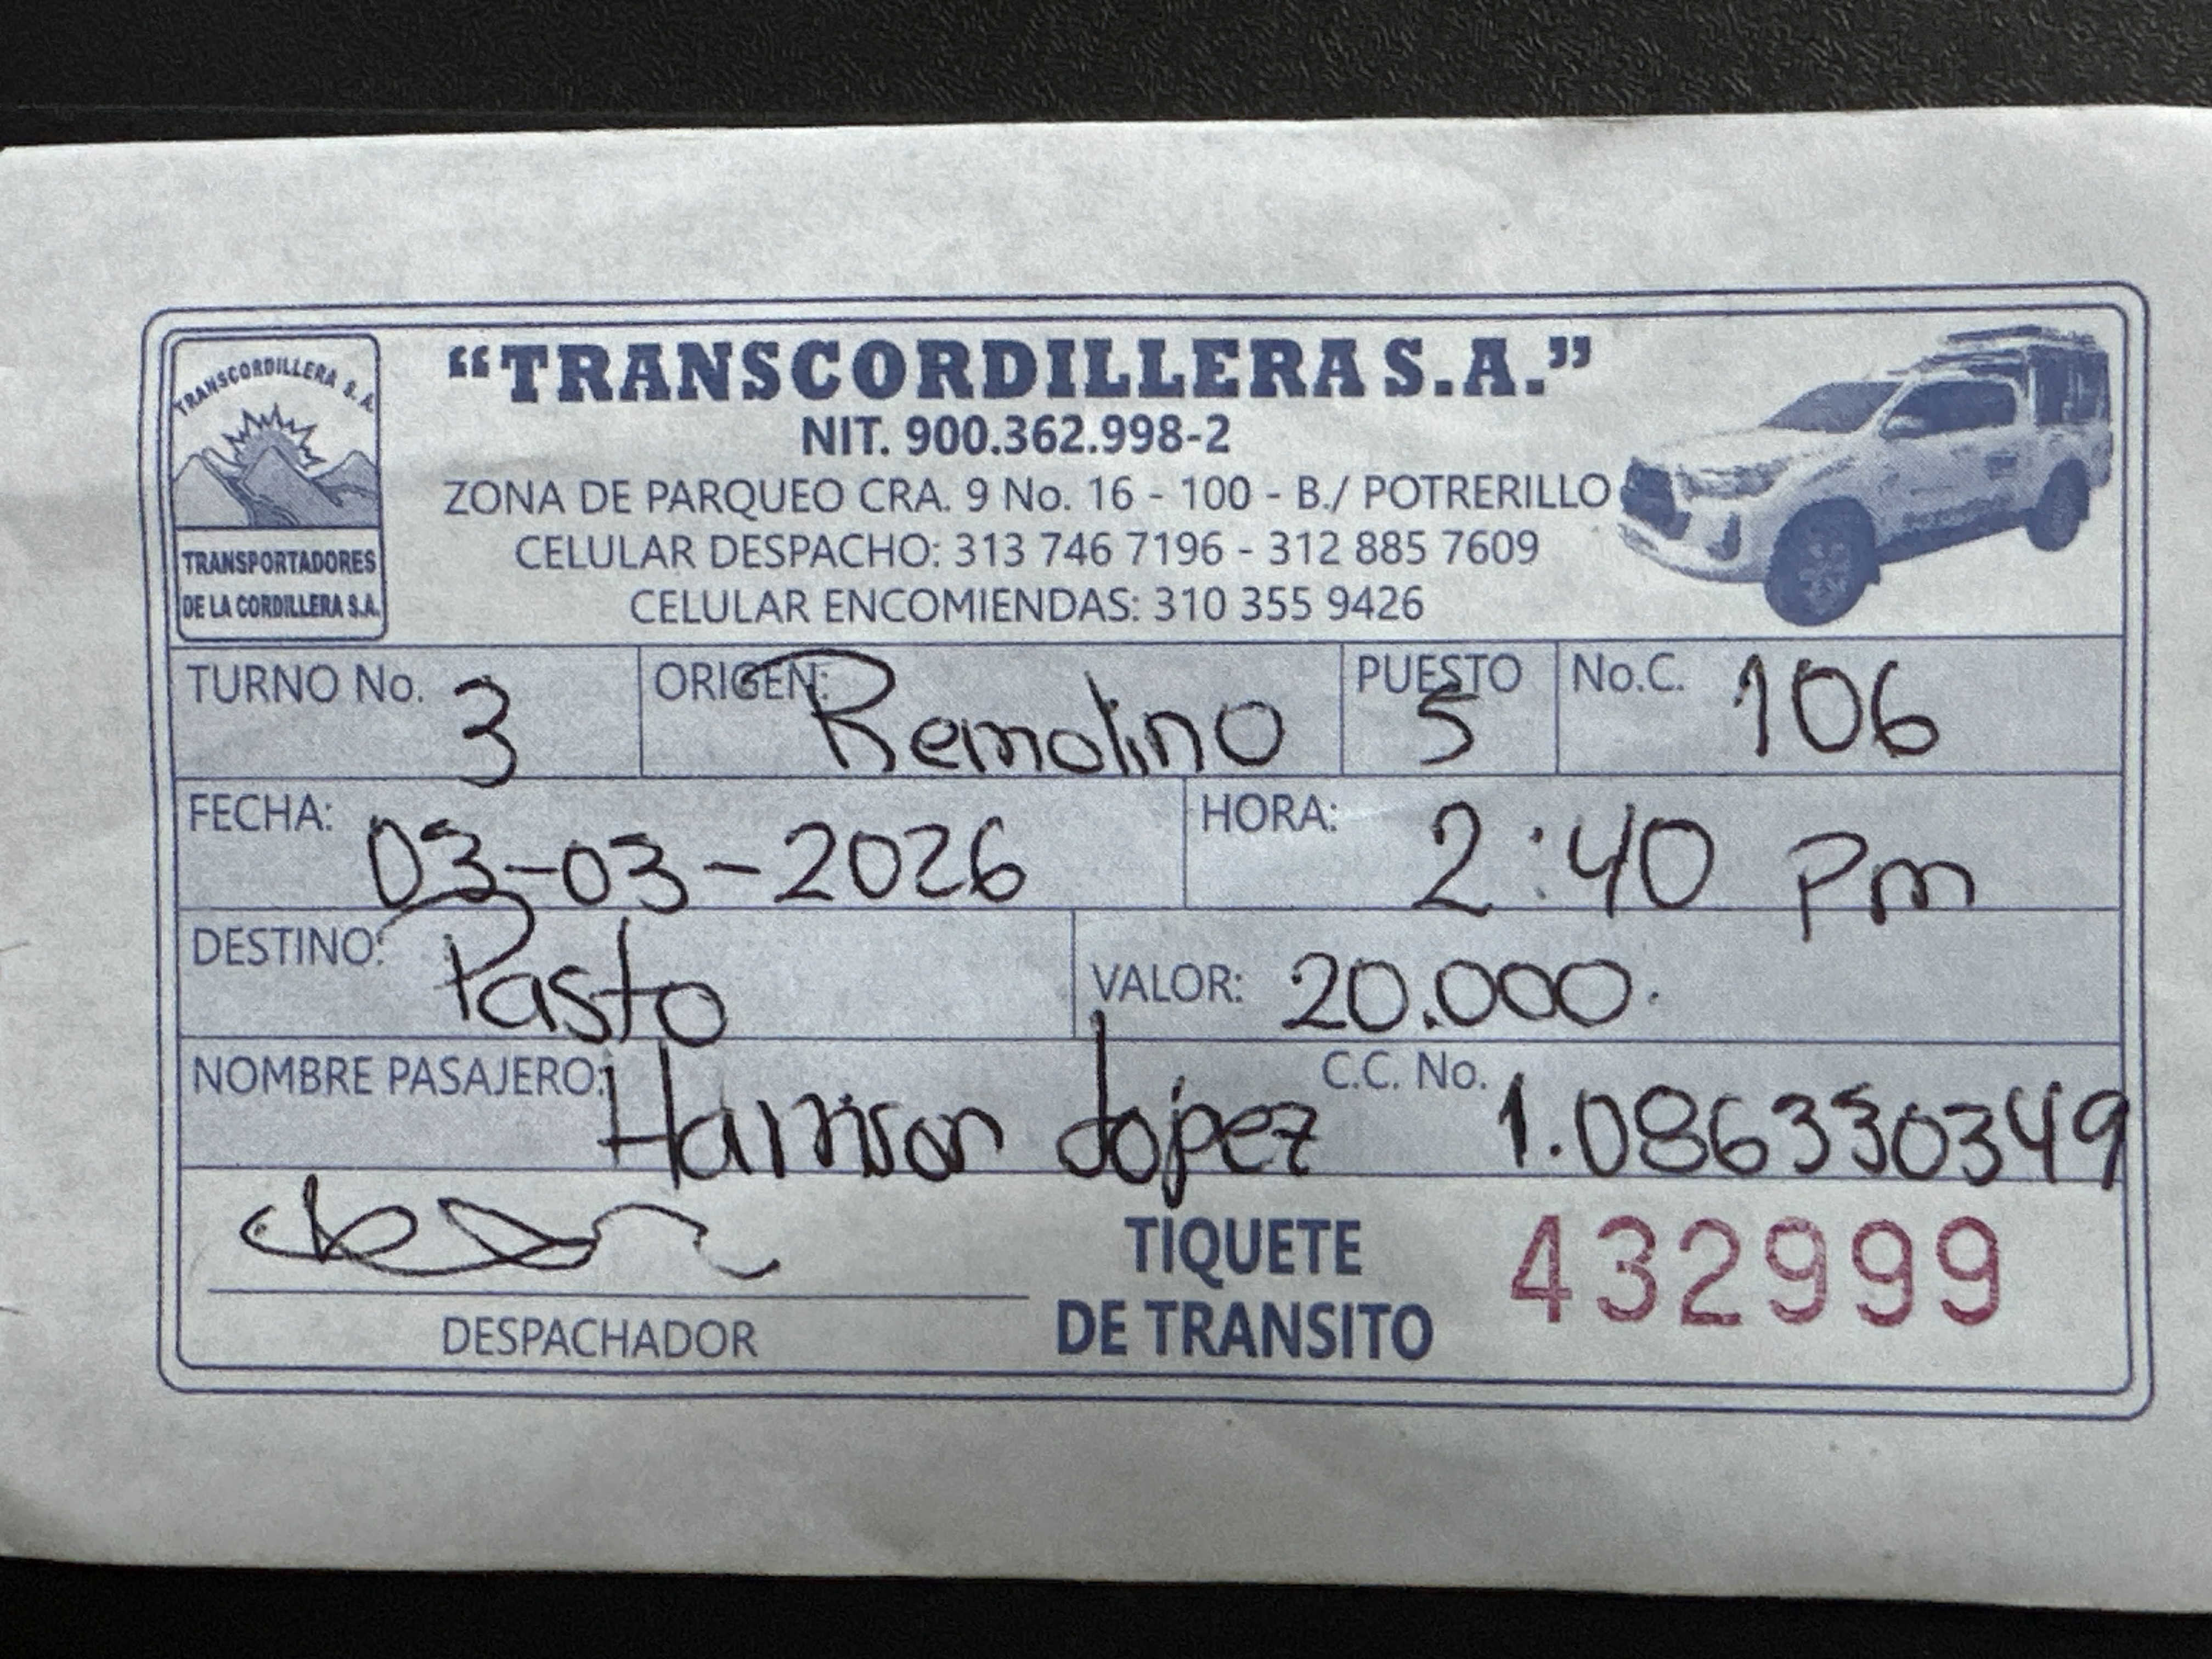 TRANSCORDILLERA S.A.
TRANSPORTADORES
DE LA CORDILLERA S.A.
“TRANSCORDILLERA S.A.”
NIT. 900.362.998-2
ZONA DE PARQUEO CRA. 9 No. 16 - 100 - B./ POTRERILLO
CELULAR DESPACHO: 313 746 7196 - 312 885 7609
CELULAR ENCOMIENDAS: 310 355 9426
TURNO No. 3 ORIGEN: Remolino PUESTO 5 No.C. 106
FECHA: 03-03-2026 HORA: 2:40 Pm
DESTINO: Pasto VALOR: 20.000.
NOMBRE PASAJERO: Harrison Lopez C.C. No. 1.086330349
DESPACHADOR
TIQUETE
DE TRANSITO
432999